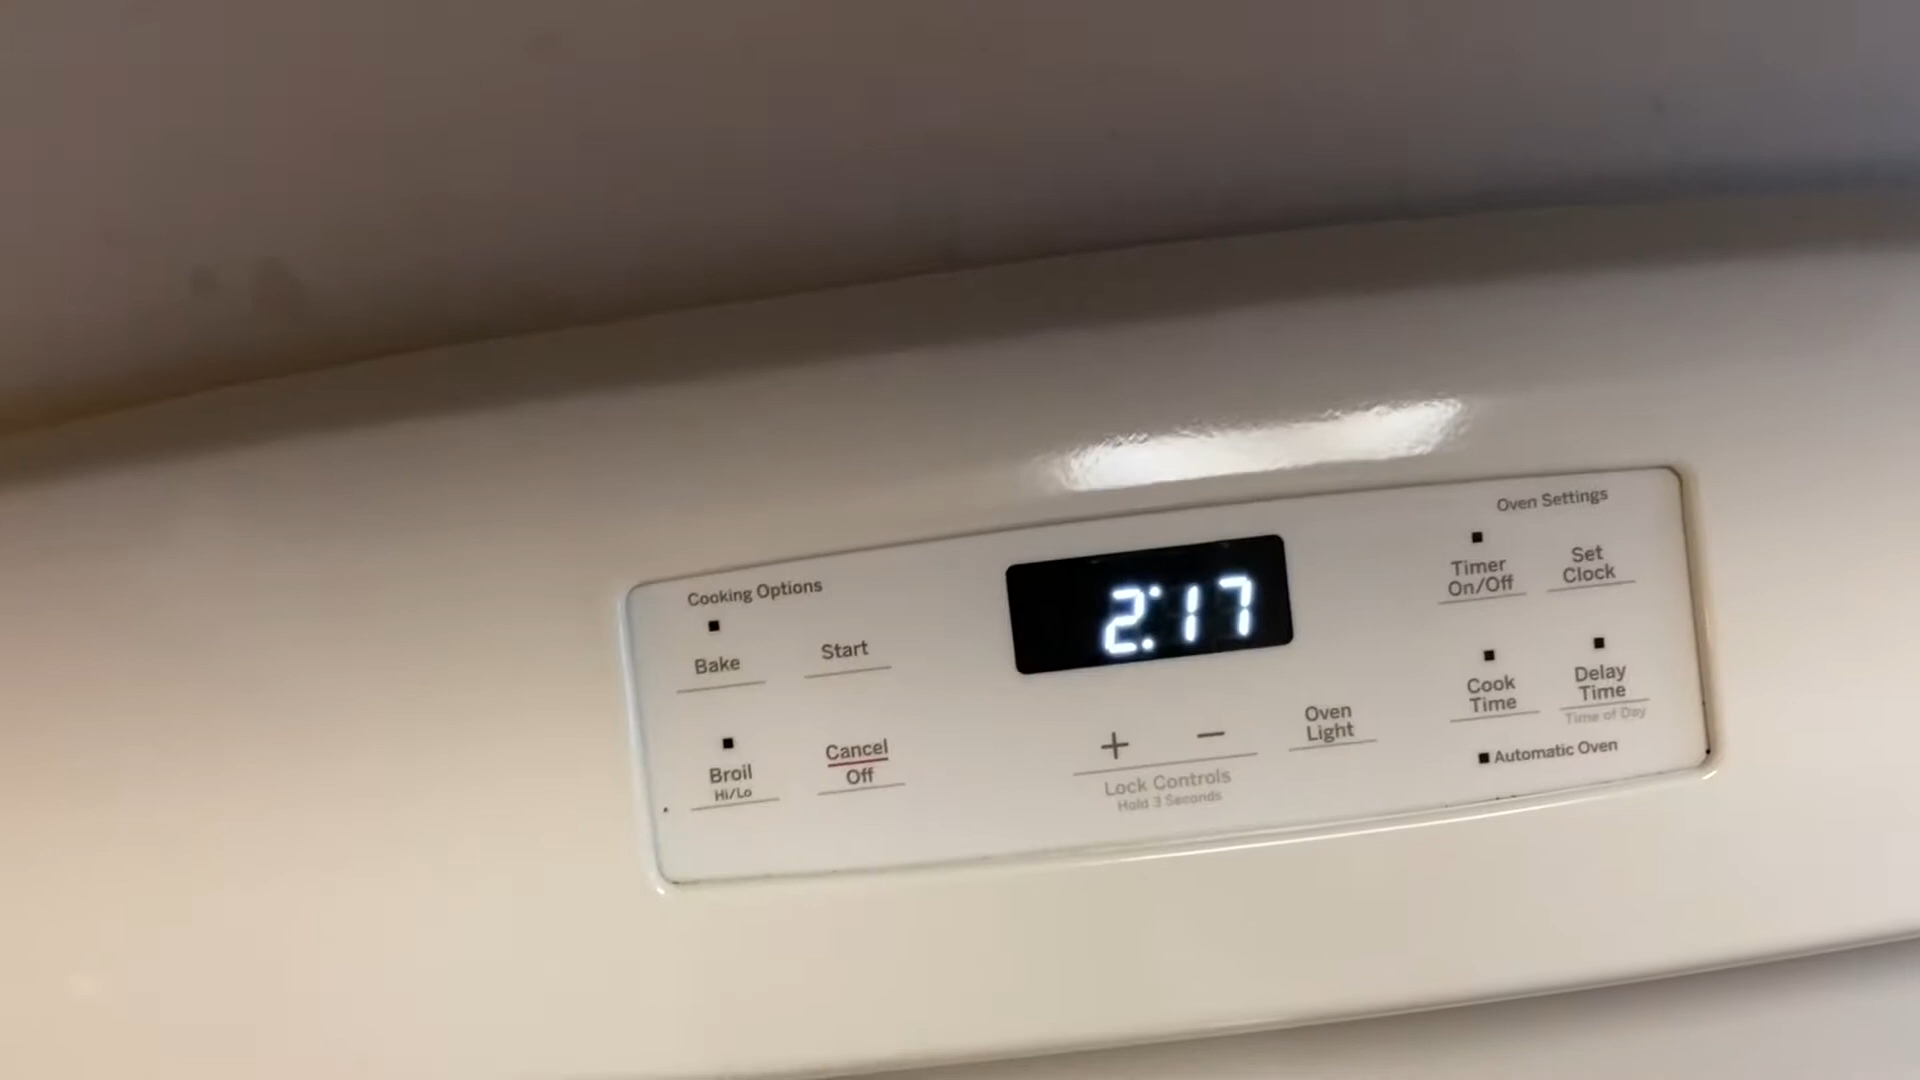 Cooking Options
Bake
Start
Broil
Hi/Lo
Cancel
Off
2:17
+ −
Lock Controls
Hold 3 Seconds
Oven
Light
Oven Settings
Timer
On/Off
Set
Clock
Cook
Time
Delay
Time
Time of Day
Automatic Oven